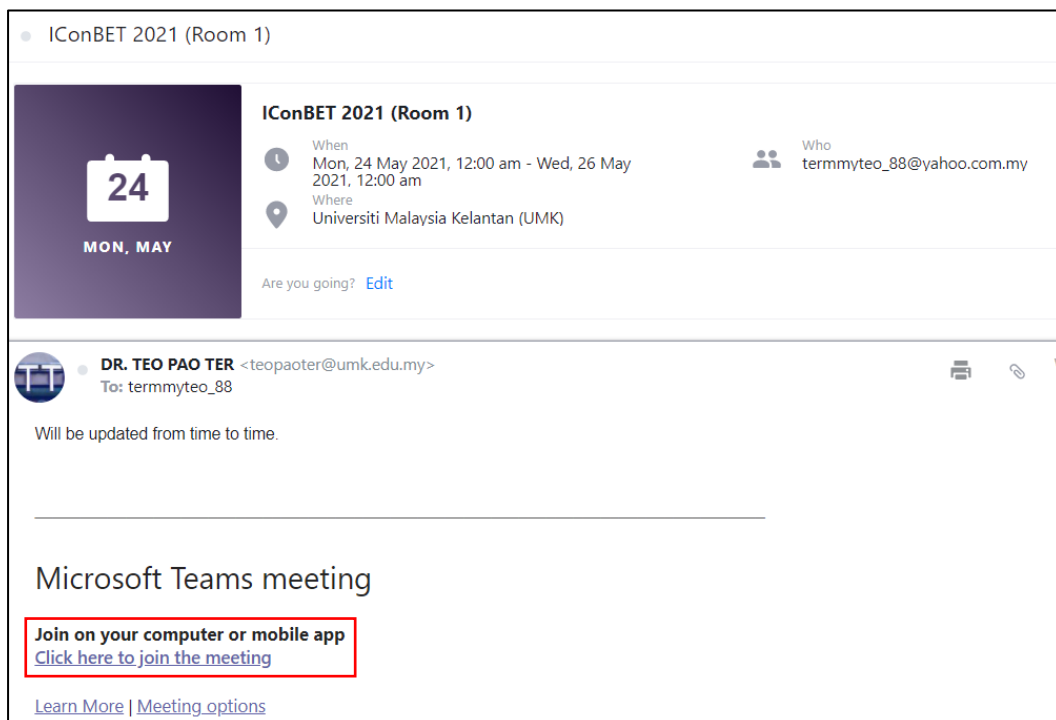 IConBET 2021 (Room 1)
24
MON, MAY
IConBET 2021 (Room 1)
When
Mon, 24 May 2021, 12:00 am - Wed, 26 May
2021, 12:00 am
Where
Universiti Malaysia Kelantan (UMK)
Who
termmyteo_88@yahoo.com.my
Are you going? Edit
TT
DR. TEO PAO TER <teopaoter@umk.edu.my>
To: termmyteo_88
Will be updated from time to time.
Microsoft Teams meeting
Join on your computer or mobile app
Click here to join the meeting
Learn More | Meeting options